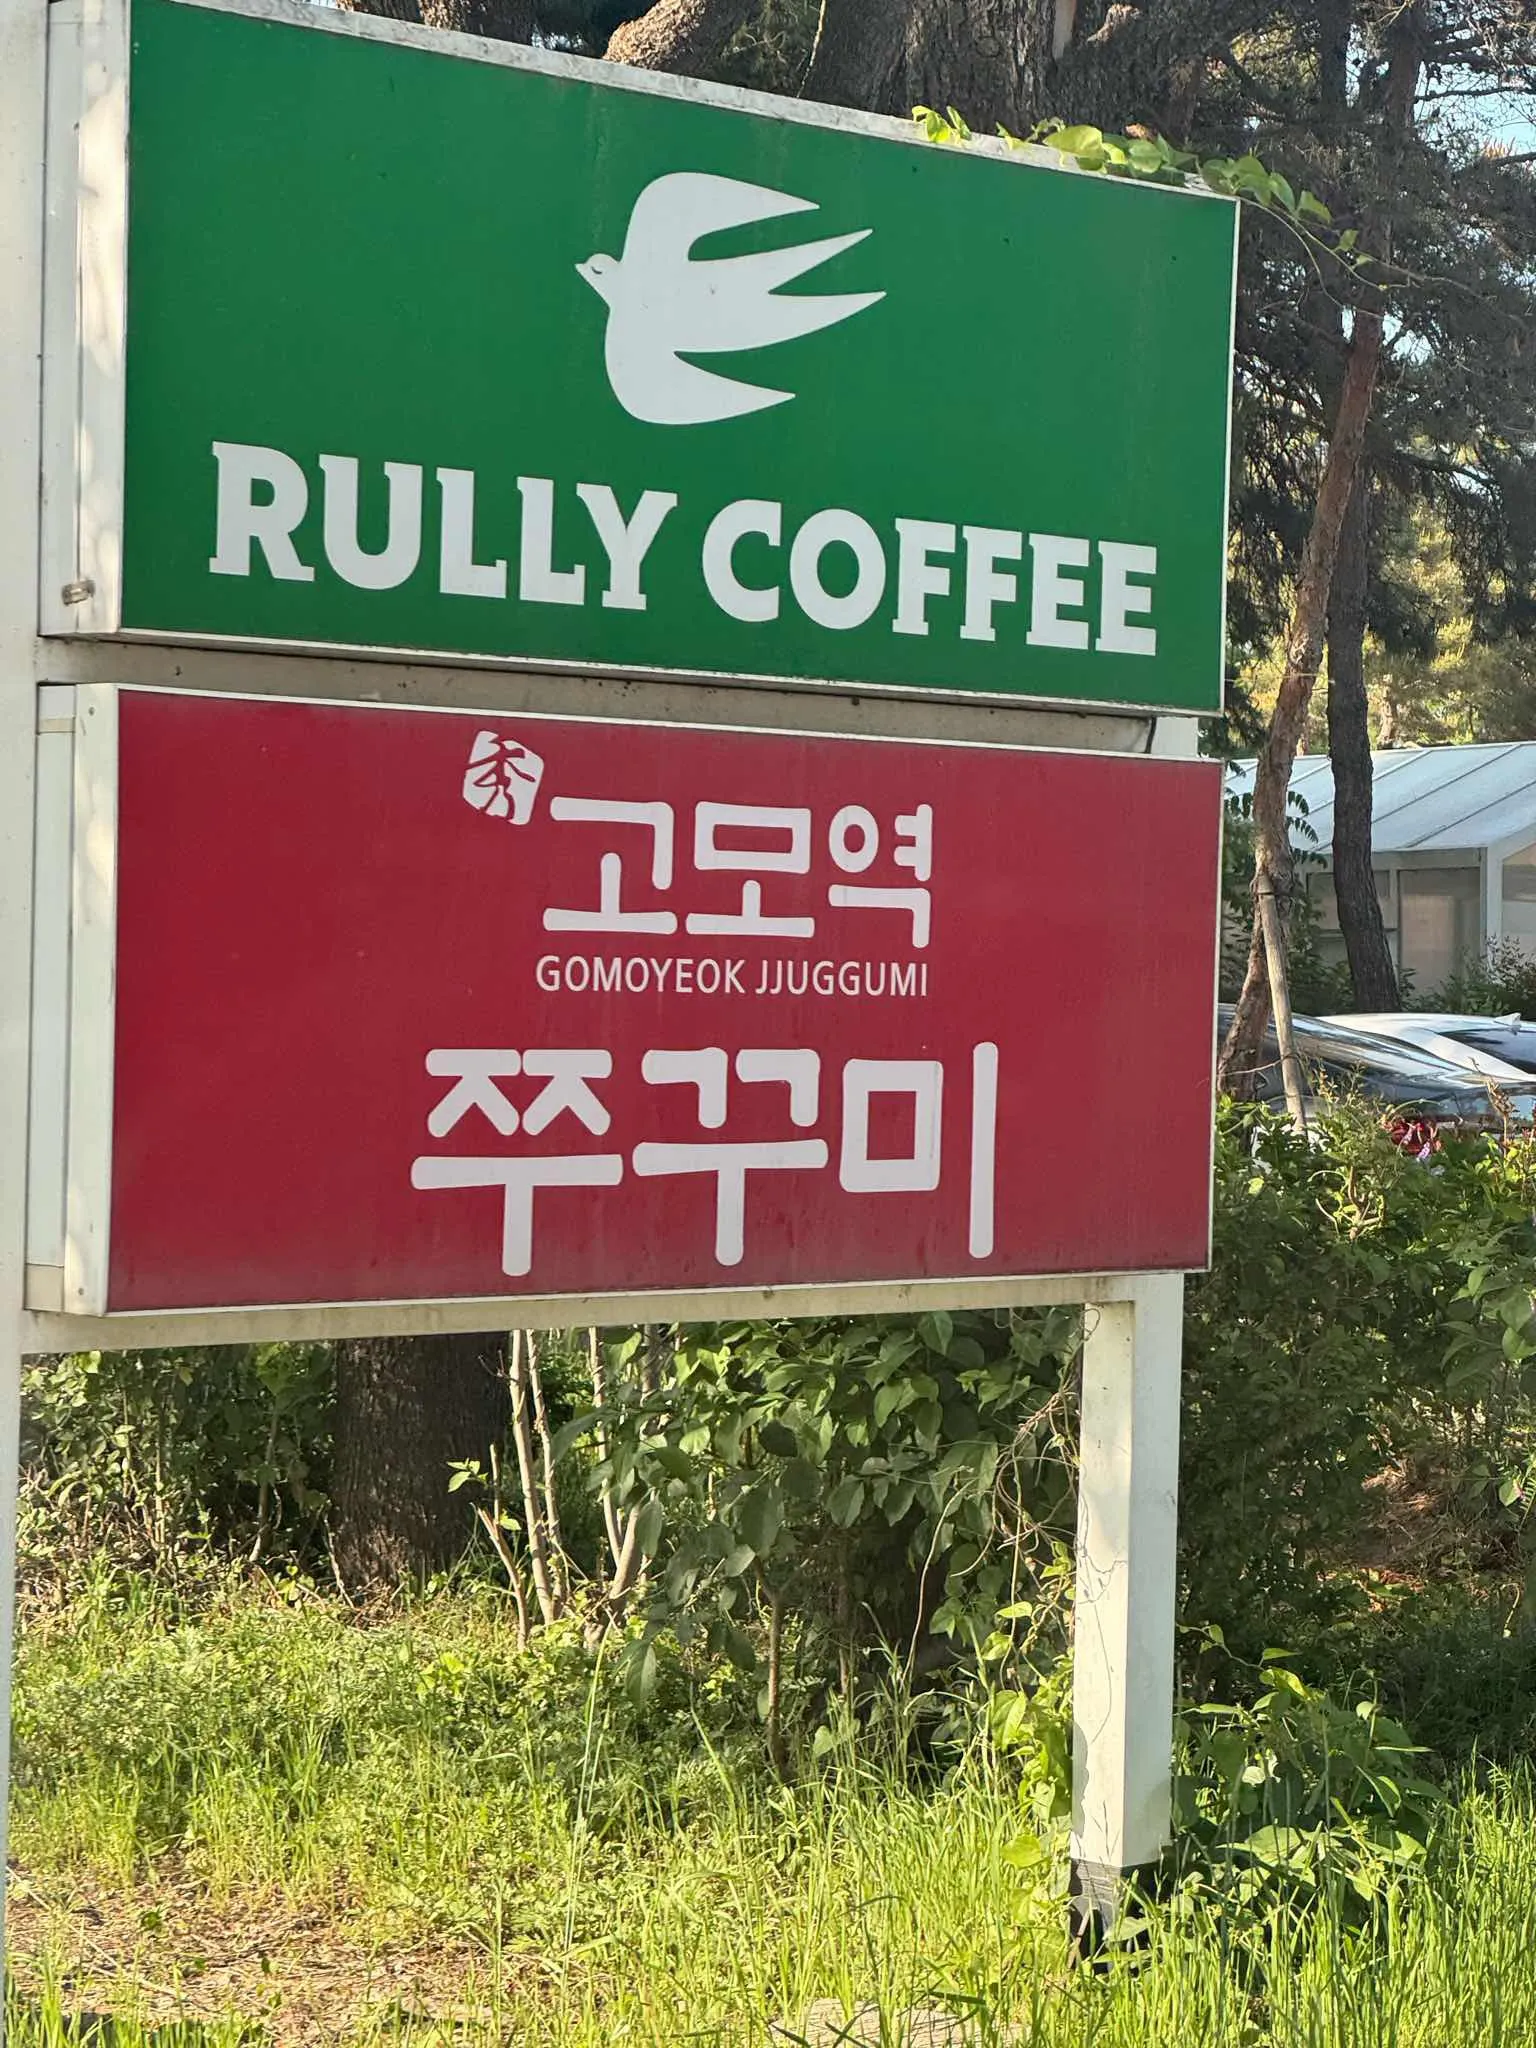 RULLY COFFEE
고모역
GOMOYEOK JJUGGUMI
쭈꾸미